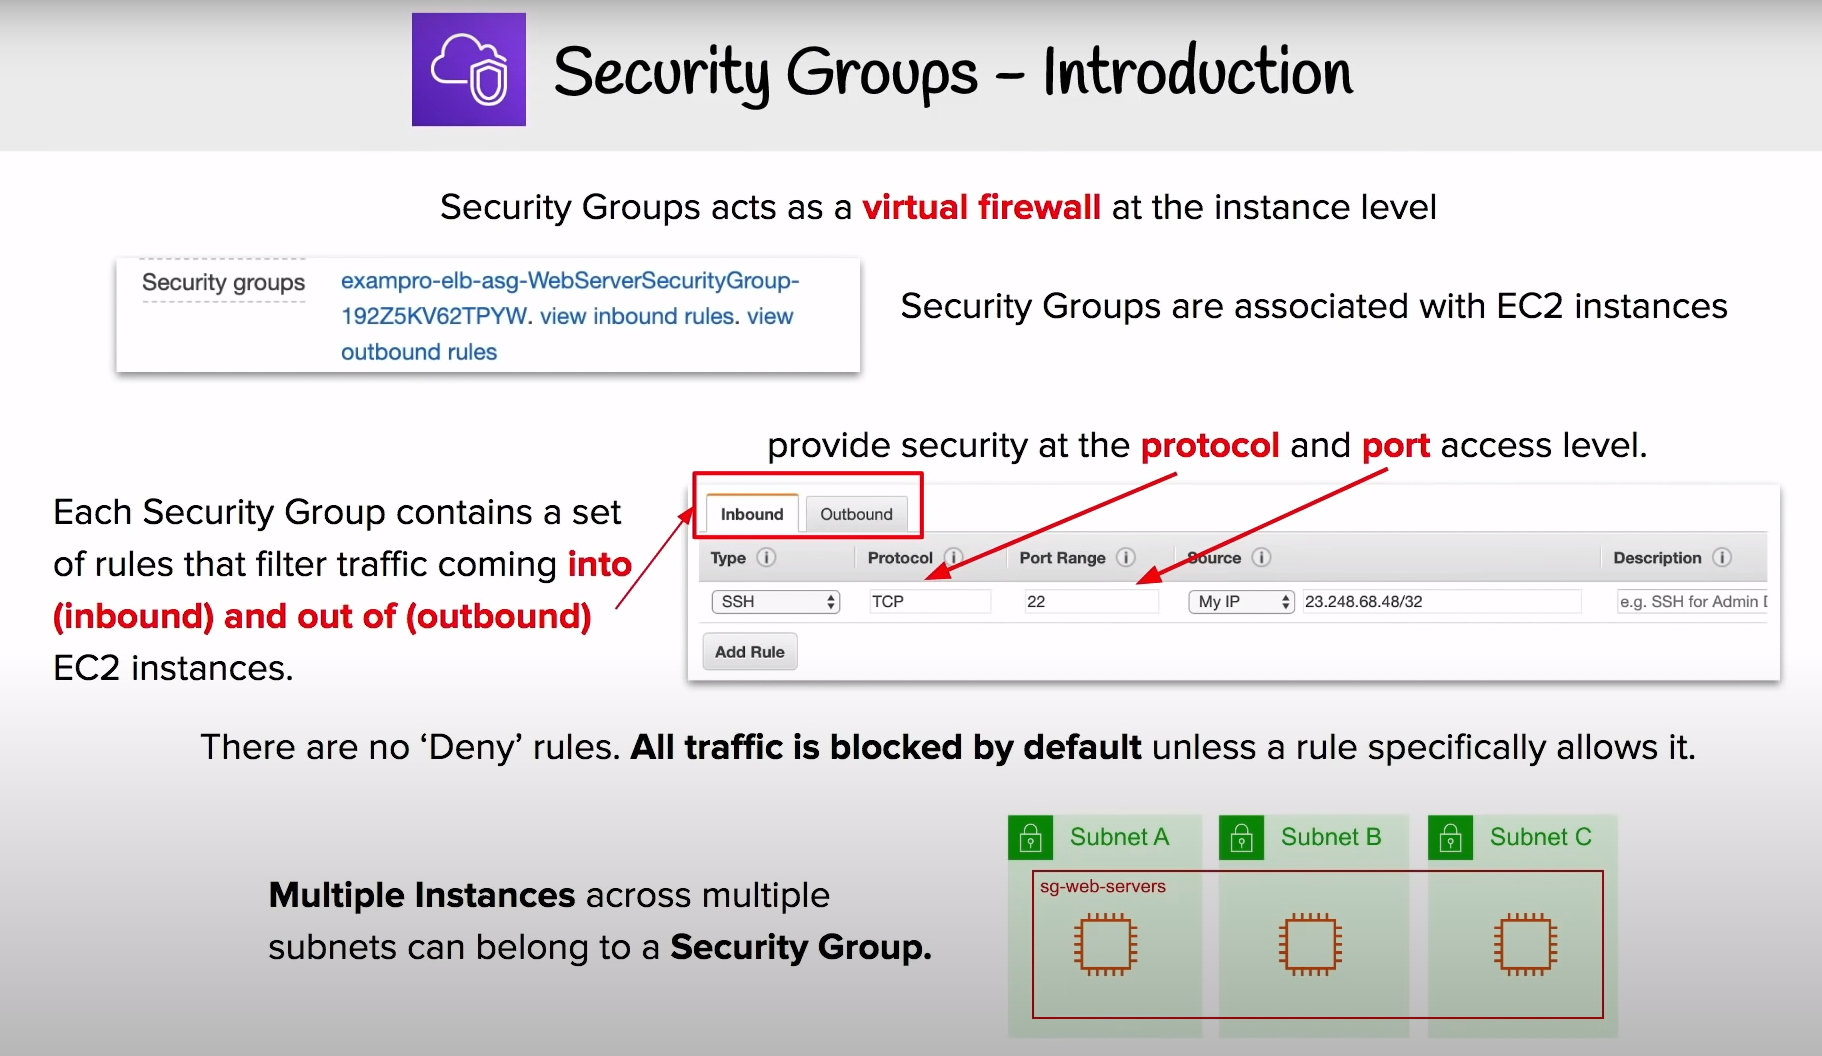 Security Groups – Introduction
Security Groups acts as a virtual firewall at the instance level
Security groups
exampro-elb-asg-WebServerSecurityGroup-
192Z5KV62TPYW. view inbound rules. view
outbound rules
Security Groups are associated with EC2 instances
provide security at the protocol and port access level.
Each Security Group contains a set
of rules that filter traffic coming into
(inbound) and out of (outbound)
EC2 instances.
Inbound Outbound
Type Protocol Port Range Source Description
SSH TCP 22 My IP 23.248.68.48/32 e.g. SSH for Admin D
Add Rule
There are no ‘Deny’ rules. All traffic is blocked by default unless a rule specifically allows it.
Multiple Instances across multiple
subnets can belong to a Security Group.
Subnet A Subnet B Subnet C
sg-web-servers